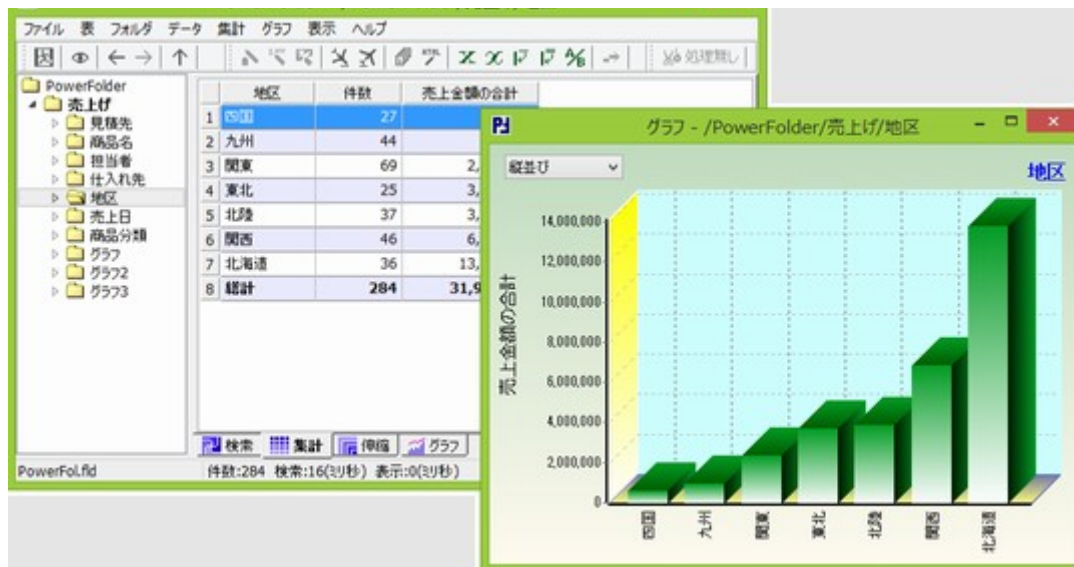 ファイル 表 フォルダ データ 集計 グラフ 表示 ヘルプ
処理無し
PowerFolder
売上げ
見積先
商品名
担当者
仕入れ先
地区
売上日
商品分類
グラフ
グラフ2
グラフ3
地区 件数 売上金額の合計
1 四国 27
2 九州 44
3 関東 69 2,
4 東北 25 3,
5 北陸 37 3,
6 関西 46 6,
7 北海道 36 13,
8 総計 284 31,9
検索 集計 伸縮 グラフ
PowerFol.fld 件数:284 検索:16(ミリ秒) 表示:0(ミリ秒)
グラフ - /PowerFolder/売上げ/地区
縦並び
地区
売上金額の合計
14,000,000
12,000,000
10,000,000
8,000,000
6,000,000
4,000,000
2,000,000
0
四国 九州 関東 東北 北陸 関西 北海道